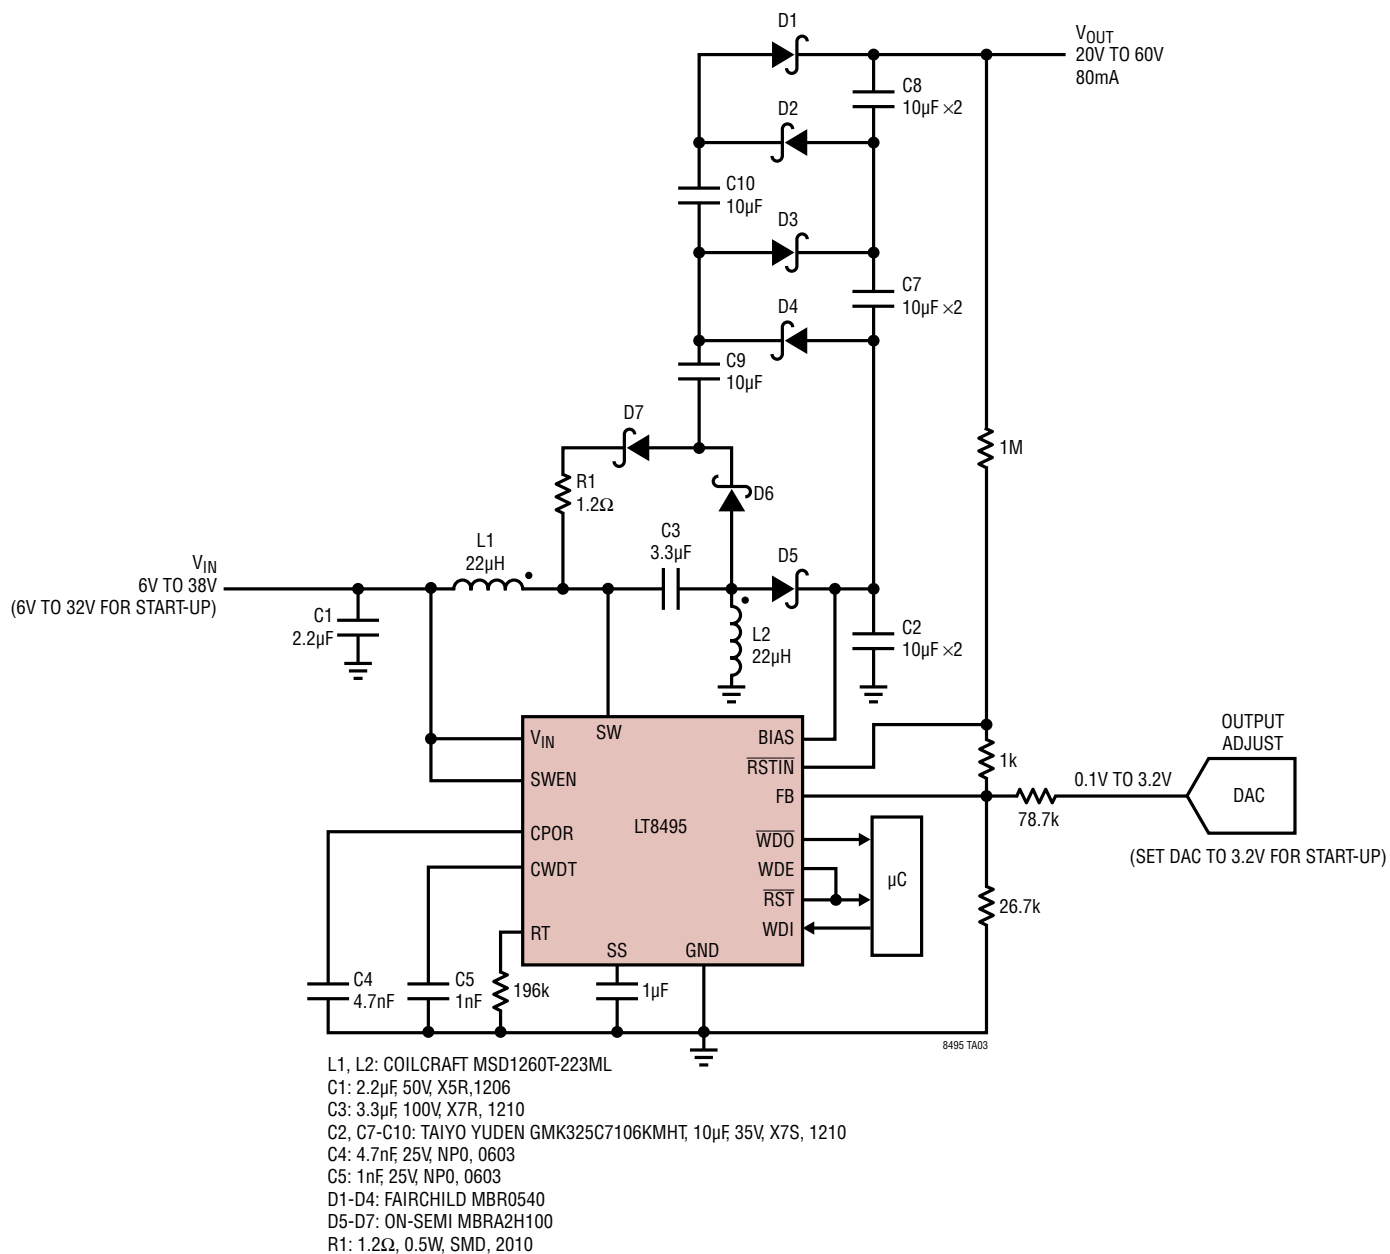 D1
VOUT
20V TO 60V
80mA
C8
10µF ×2
D2
C10
10µF
D3
C7
10µF ×2
D4
C9
10µF
D7
1M
R1
1.2Ω
D6
C3
3.3µF
L1
22µH
D5
VIN
6V TO 38V
(6V TO 32V FOR START-UP)
C1
2.2µF
L2
22µH
C2
10µF ×2
VIN
SW
BIAS
OUTPUT
ADJUST
RSTIN
1k
SWEN
FB
0.1V TO 3.2V
DAC
78.7k
LT8495
CPOR
WDO
(SET DAC TO 3.2V FOR START-UP)
CWDT
WDE
µC
RST
26.7k
RT
WDI
SS
GND
C4
4.7nF
C5
1nF
196k
1µF
8495 TA03
L1, L2: COILCRAFT MSD1260T-223ML
C1: 2.2µF, 50V, X5R,1206
C3: 3.3µF, 100V, X7R, 1210
C2, C7-C10: TAIYO YUDEN GMK325C7106KMHT, 10µF, 35V, X7S, 1210
C4: 4.7nF, 25V, NP0, 0603
C5: 1nF, 25V, NP0, 0603
D1-D4: FAIRCHILD MBR0540
D5-D7: ON-SEMI MBRA2H100
R1: 1.2Ω, 0.5W, SMD, 2010